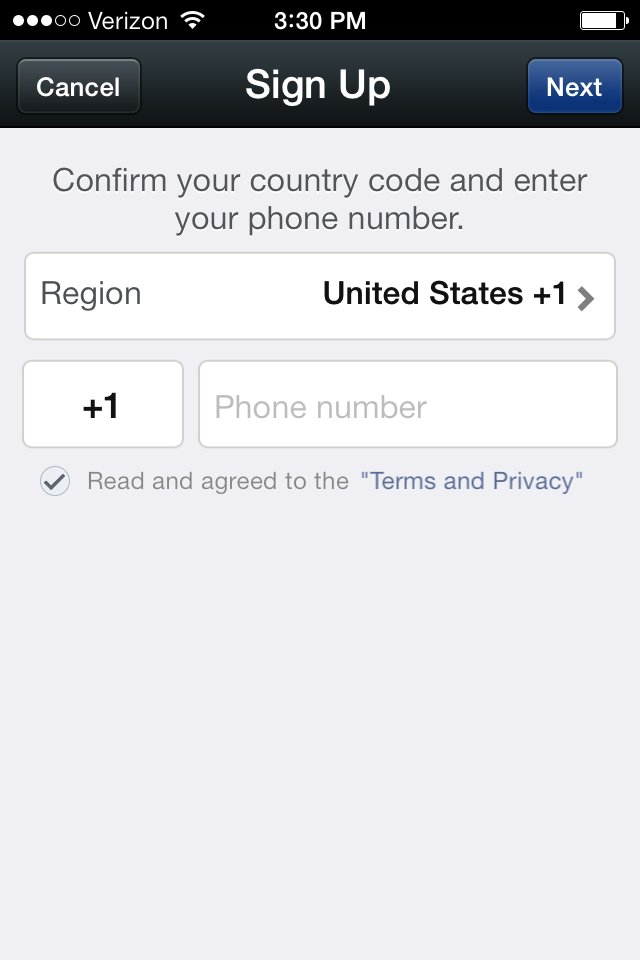 Verizon 3:30 PM
Cancel Sign Up Next
Confirm your country code and enter
your phone number.
Region United States +1
+1 Phone number
Read and agreed to the "Terms and Privacy"